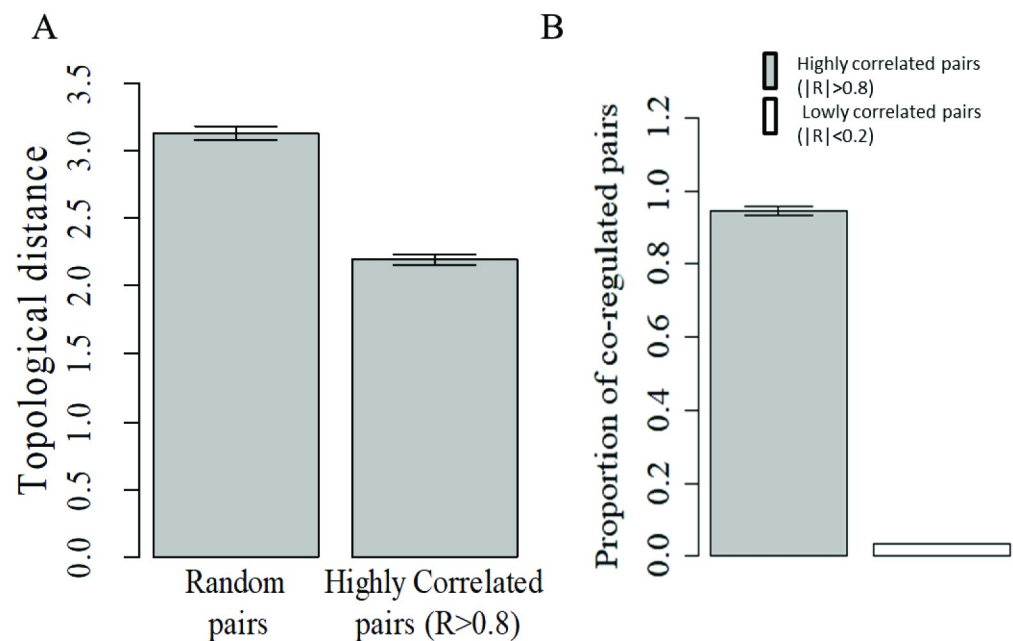 A
Topological distance
0.0 0.5 1.0 1.5 2.0 2.5 3.0 3.5
Random
pairs
Highly Correlated
pairs (R>0.8)
B
Highly correlated pairs
(|R|>0.8)
Lowly correlated pairs
(|R|<0.2)
Proportion of co-regulated pairs
0.0 0.2 0.4 0.6 0.8 1.0 1.2